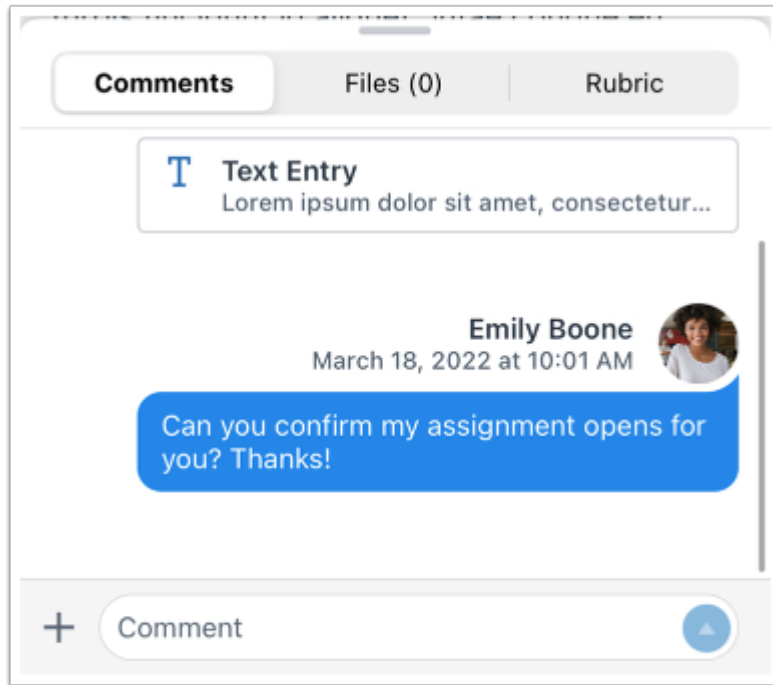 Comments Files (0) Rubric
T Text Entry
Lorem ipsum dolor sit amet, consectetur...
Emily Boone
March 18, 2022 at 10:01 AM
Can you confirm my assignment opens for
you? Thanks!
+ Comment